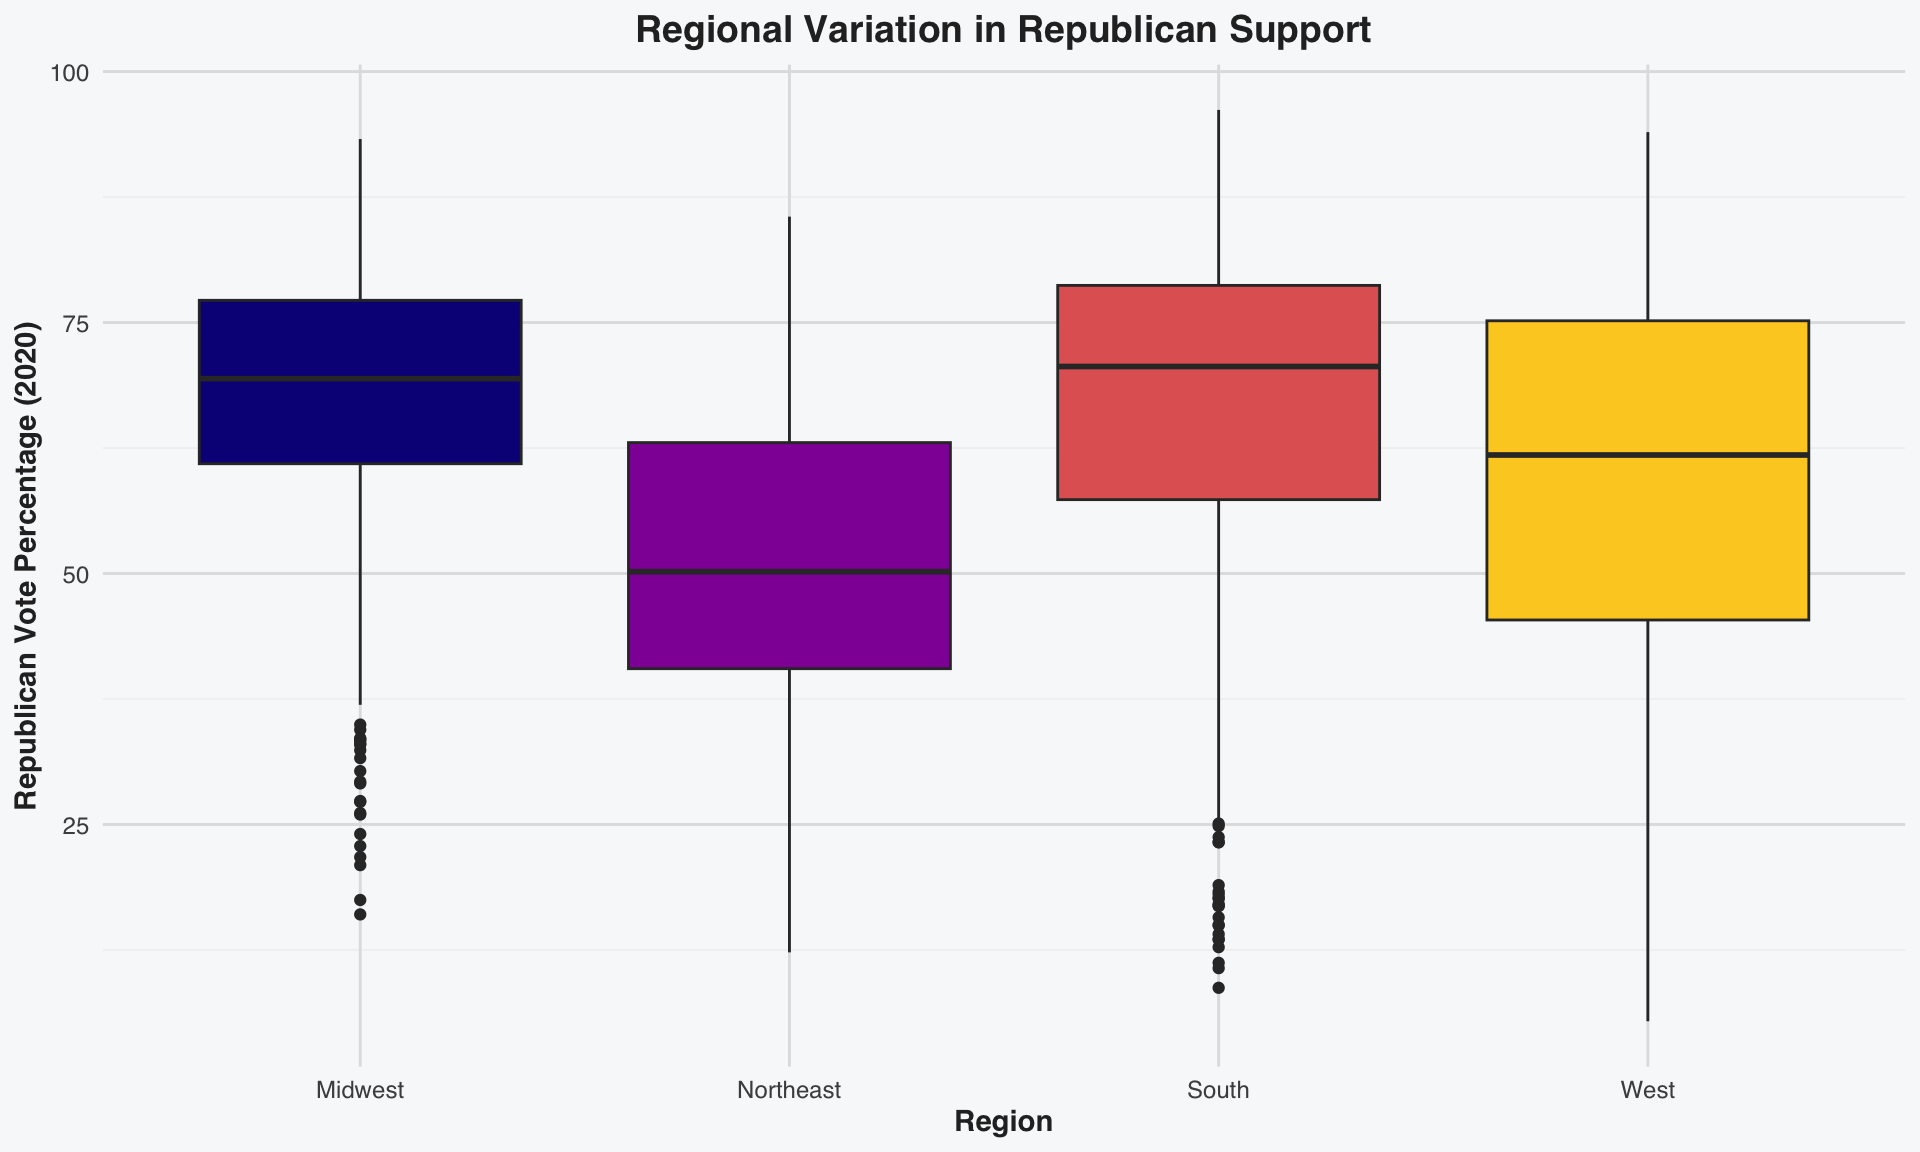 Regional Variation in Republican Support
Republican Vote Percentage (2020)
100
75
50
25
Midwest
Northeast
South
West
Region